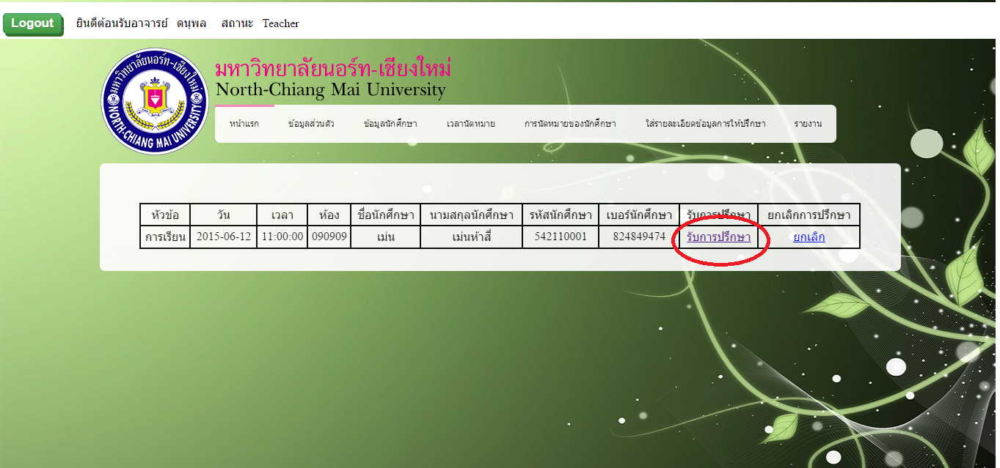 Logout ยินดีต้อนรับอาจารย์ ดนุพล สถานะ Teacher
มหาวิทยาลัยนอร์ท-เชียงใหม่
NORTH-CHIANG MAI UNIVERSITY
มหาวิทยาลัยนอร์ท-เชียงใหม่
North-Chiang Mai University
หน้าแรก ข้อมูลส่วนตัว ข้อมูลนักศึกษา เวลานัดหมาย การนัดหมายของนักศึกษา ใส่รายละเอียดข้อมูลการให้ปรึกษา รายงาน
หัวข้อ วัน เวลา ห้อง ชื่อนักศึกษา นามสกุลนักศึกษา รหัสนักศึกษา เบอร์นักศึกษา รับการปรึกษา ยกเลิกการปรึกษา
การเรียน 2015-06-12 11:00:00 090909 เม่น เม่นห้าสี่ 542110001 824849474 รับการปรึกษา ยกเลิก